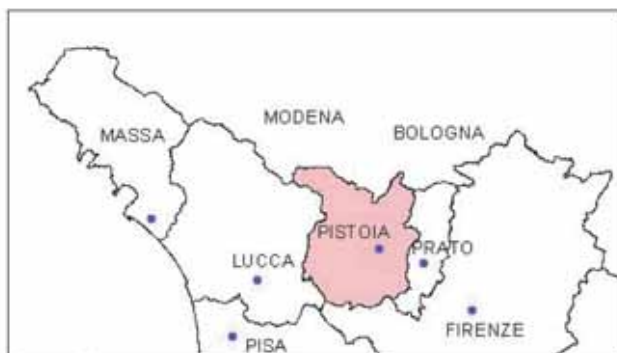 MODENA
BOLOGNA
MASSA
PISTOIA
PRATO
LUCCA
FIRENZE
PISA